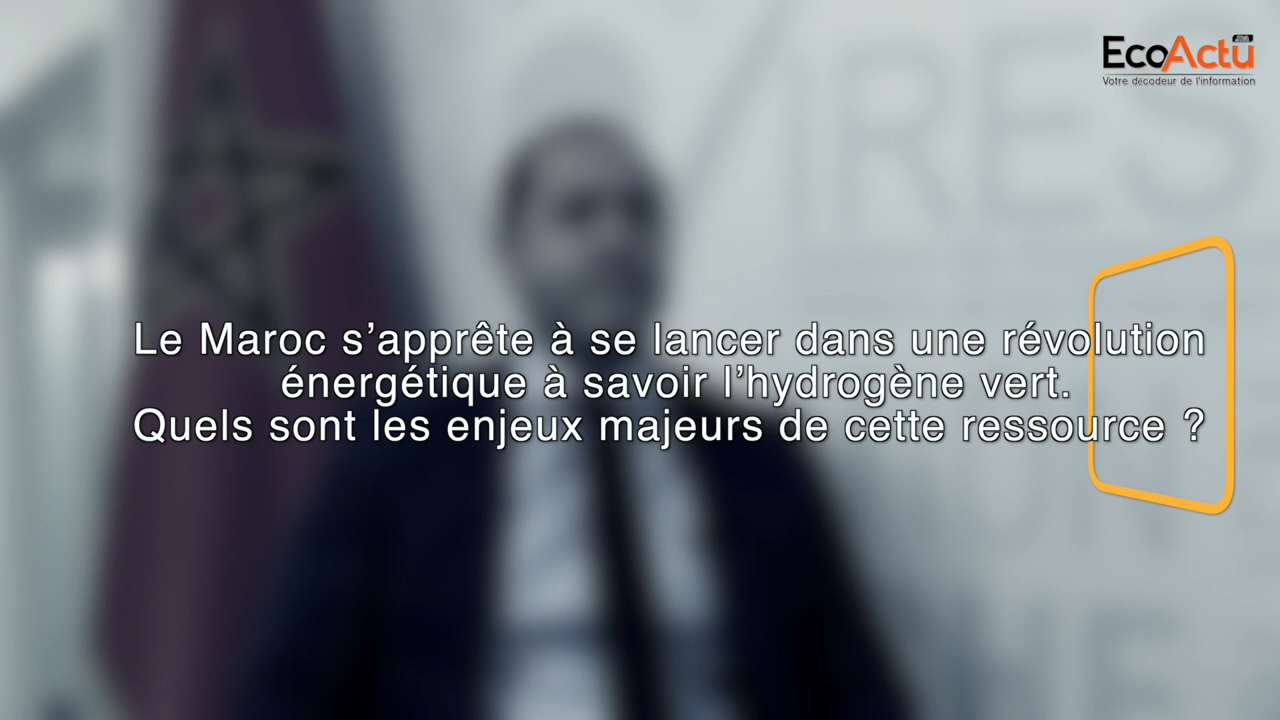 EcoActu
Votre décodeur de l'information
RES
Le Maroc s'apprête à se lancer dans une révolution
énergétique à savoir l'hydrogène vert.
Quels sont les enjeux majeurs de cette ressource ?